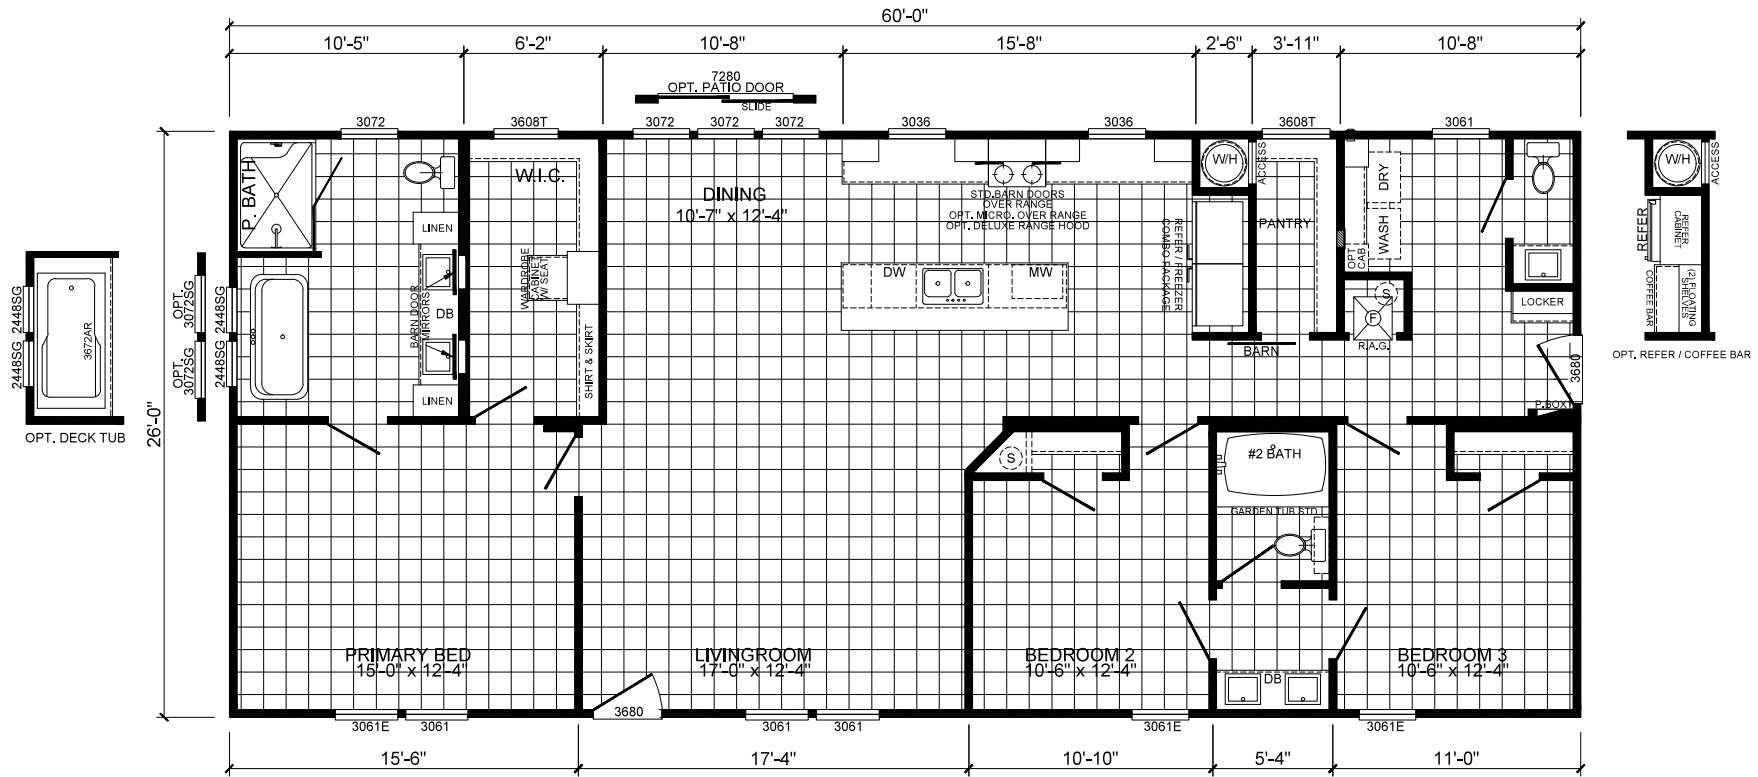 60'-0"
10'-5"
6'-2"
10'-8"
15'-8"
2'-6"
3'-11"
10'-8"
7280
OPT. PATIO DOOR
SLIDE
3072
3608T
3072
3072
3072
3036
3036
3608T
3061
P. BATH
W.I.C.
LINEN
DINING
10'-7" x 12'-4"
STD.BARN DOORS
OVER RANGE
OPT. MICRO. OVER RANGE
OPT. DELUXE RANGE HOOD
W/H
ACCESS
PANTRY
DRY
WASH
OPT
CAB
W/H
ACCESS
REFER
REFER
CABINET
(2) FLOATING
SHELVES
COFFEE BAR
OPT. REFER / COFFEE BAR
REFER / FREEZER
COMBO PACKAGE
WARDROBE
CABINET
W/ SEAT
SHIRT & SKIRT
BARN DOOR
MIRRORS
DB
LINEN
2448SG
2448SG
3672AR
OPT. DECK TUB
OPT.
3072SG
OPT.
3072SG
2448SG
2448SG
26'-0"
DW
MW
S
F
R.A.G.
BARN
LOCKER
3680
P.BOX
S
#2 BATH
GARDEN TUB STD
PRIMARY BED
15'-0" x 12'-4"
LIVINGROOM
17'-0" x 12'-4"
BEDROOM 2
10'-6" x 12'-4"
DB
BEDROOM 3
10'-6" x 12'-4"
3061E
3061
3680
3061
3061
3061E
3061E
15'-6"
17'-4"
10'-10"
5'-4"
11'-0"